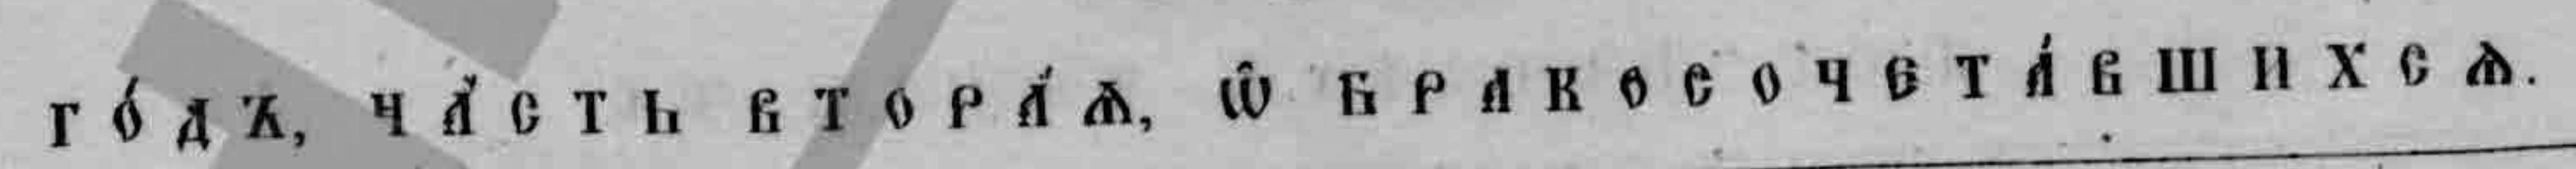 го́дъ, ча́сть втора́ѧ, ѡ҆̑ бракосочета́вшихсѧ.